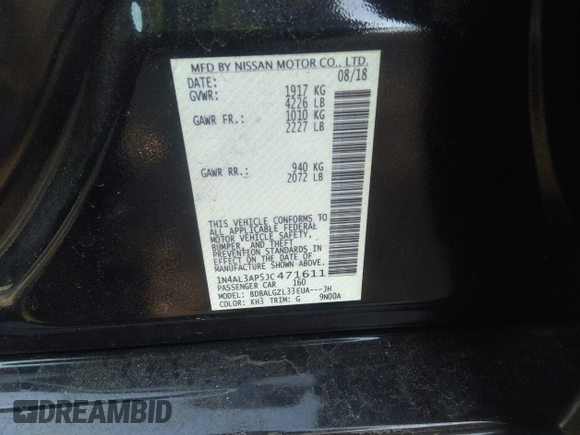 MFD BY NISSAN MOTOR CO., LTD.
DATE: 08/18
GVWR: 1917 KG
4226 LB
GAWR FR.: 1010 KG
2227 LB
GAWR RR.: 940 KG
2072 LB
THIS VEHICLE CONFORMS TO
ALL APPLICABLE FEDERAL
MOTOR VEHICLE SAFETY,
BUMPER, AND THEFT
PREVENTION STANDARDS IN
EFFECT ON THE DATE OF
MANUFACTURE SHOWN ABOVE.
1N4AL3AP5JC471611
PASSENGER CAR 160
MODEL: BDBALGZL33EUA---JH
COLOR: KH3 TRIM: G 9N00A
DREAMBID